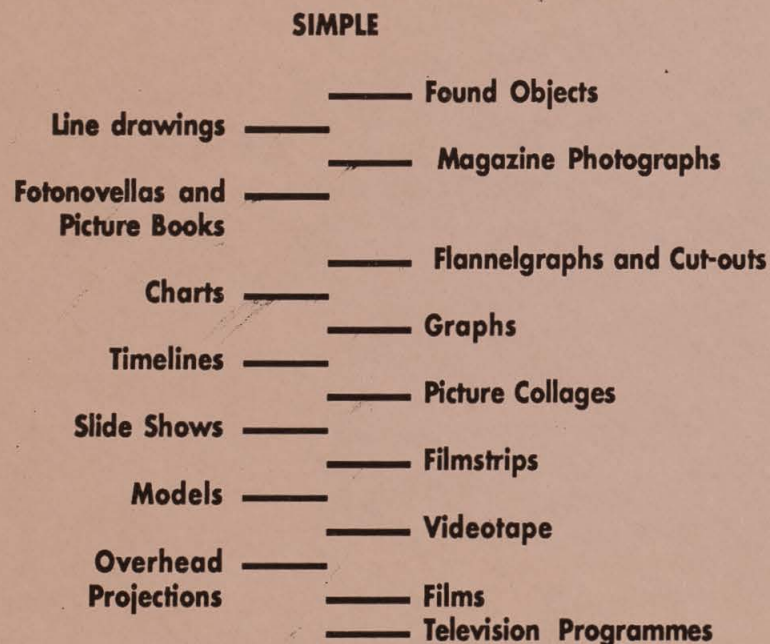 SIMPLE
Found Objects
Line drawings
Magazine Photographs
Fotonovellas and
Picture Books
Flannelgraphs and Cut-outs
Charts
Graphs
Timelines
Picture Collages
Slide Shows
Filmstrips
Models
Videotape
Overhead
Projections
Films
Television Programmes